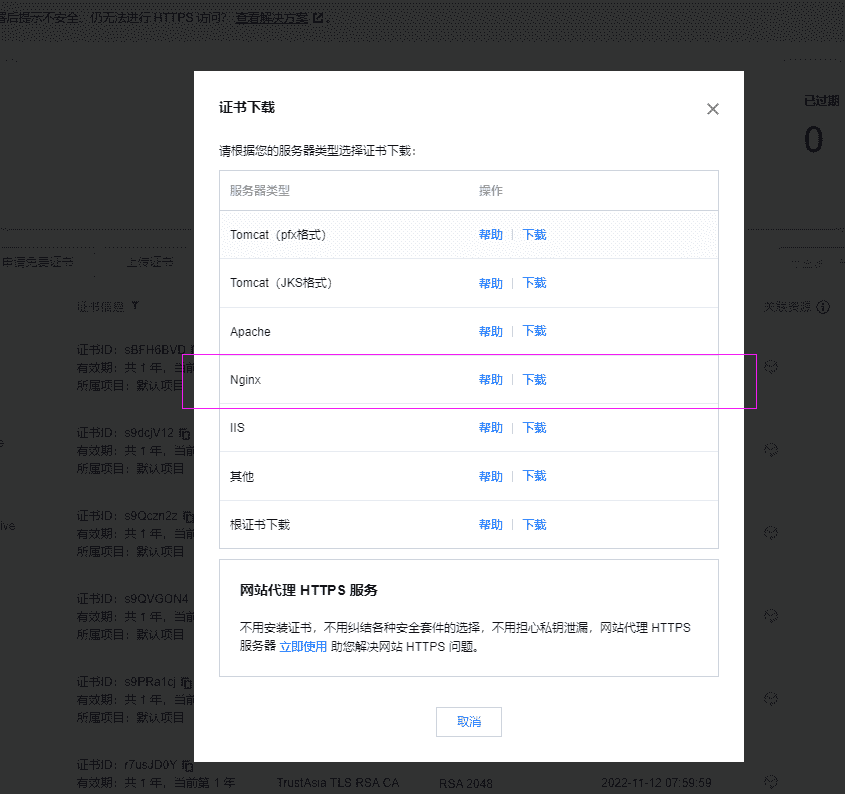 后提示不安全、仍无法进行 HTTPS 访问？查看解决方案。
证书下载
已过期
0
请根据您的服务器类型选择证书下载：
服务器类型 操作
Tomcat（pfx格式） 帮助 下载
申请免费证书 上传证书
Tomcat（JKS格式） 帮助 下载
证书信息 关联资源
Apache 帮助 下载
证书ID：sBFH6BVD
有效期：共 1 年，当前
所属项目：默认项目
Nginx 帮助 下载
IIS 帮助 下载
证书ID：s9dcjV12
有效期：共 1 年，当前
所属项目：默认项目
其他 帮助 下载
证书ID：s9Qczn2z
ive 有效期：共 1 年，当前
所属项目：默认项目
根证书下载 帮助 下载
网站代理 HTTPS 服务
证书ID：s9QVGON4
有效期：共 1 年，当前
所属项目：默认项目
不用安装证书，不用纠结各种安全套件的选择，不用担心私钥泄漏，网站代理 HTTPS
服务器 立即使用 助您解决网站 HTTPS 问题。
证书ID：s9PRa1cj
有效期：共 1 年，当前
所属项目：默认项目
取消
证书ID：r7usJD0Y
有效期：共 1 年，当前第 1 年 TrustAsia TLS RSA CA RSA 2048 2022-11-12 07:59:59